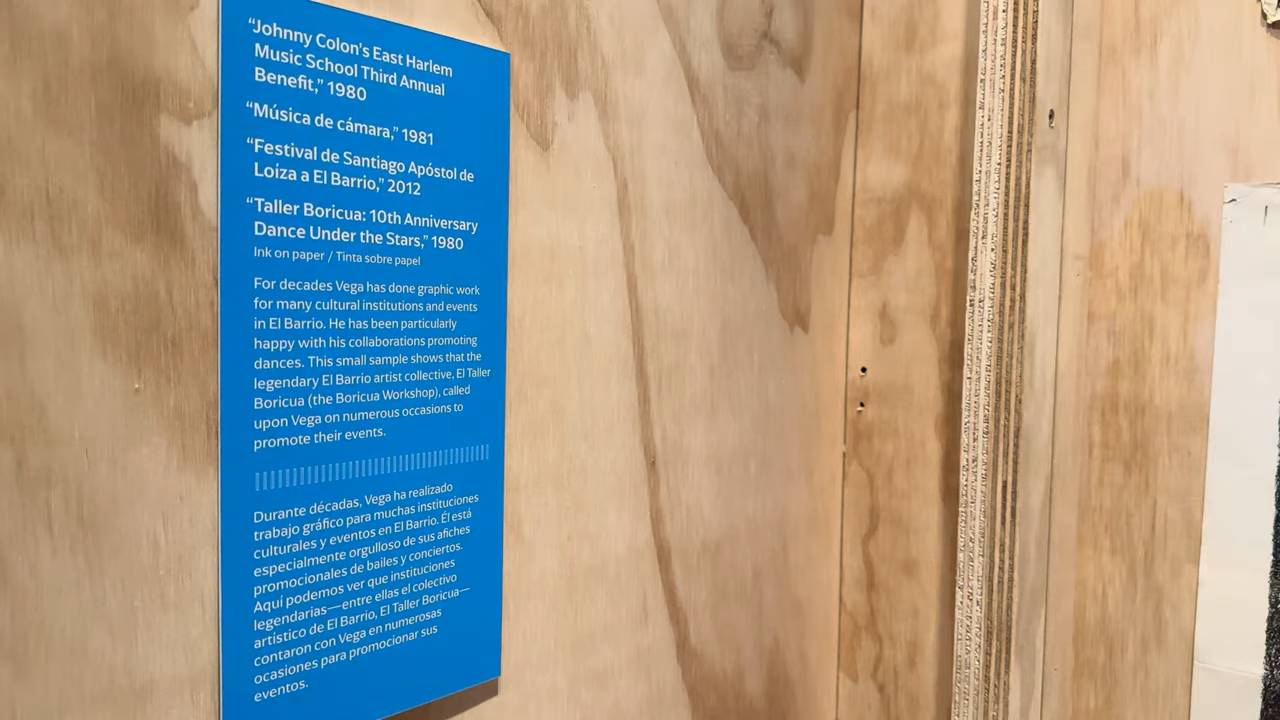 “Johnny Colon’s East Harlem
Music School Third Annual
Benefit,” 1980
“Música de cámara,” 1981
“Festival de Santiago Apóstol de
Loiza a El Barrio,” 2012
“Taller Boricua: 10th Anniversary
Dance Under the Stars,” 1980
Ink on paper / Tinta sobre papel
For decades Vega has done graphic work
for many cultural institutions and events
in El Barrio. He has been particularly
happy with his collaborations promoting
dances. This small sample shows that the
legendary El Barrio artist collective, El Taller
Boricua (the Boricua Workshop), called
upon Vega on numerous occasions to
promote their events.
Durante décadas, Vega ha realizado
trabajo gráfico para muchas instituciones
culturales y eventos en El Barrio. Él está
especialmente orgulloso de sus afiches
promocionales de bailes y conciertos.
Aquí podemos ver que instituciones
legendarias—entre ellas el colectivo
artístico de El Barrio, El Taller Boricua—
contaron con Vega en numerosas
ocasiones para promocionar sus
eventos.